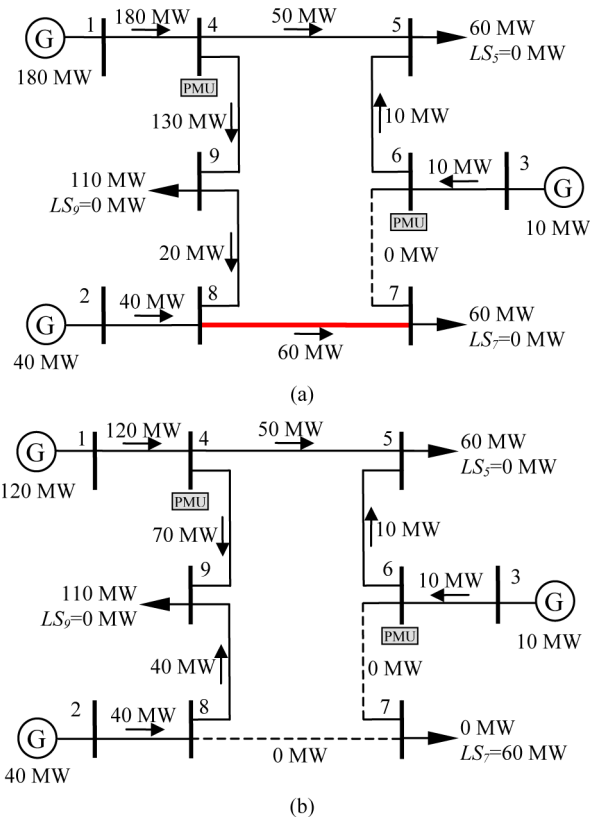 180 MW
50 MW
1
4
5
60 MW
G
LS5=0 MW
180 MW
PMU
130 MW
10 MW
9
6
10 MW
3
110 MW
G
LS9=0 MW
PMU
10 MW
20 MW
0 MW
2
40 MW
8
7
60 MW
G
LS7=0 MW
40 MW
60 MW
(a)
120 MW
50 MW
1
4
5
60 MW
G
LS5=0 MW
120 MW
PMU
70 MW
10 MW
9
6
10 MW
3
110 MW
G
LS9=0 MW
PMU
10 MW
40 MW
0 MW
2
40 MW
8
7
0 MW
G
LS7=60 MW
40 MW
0 MW
(b)